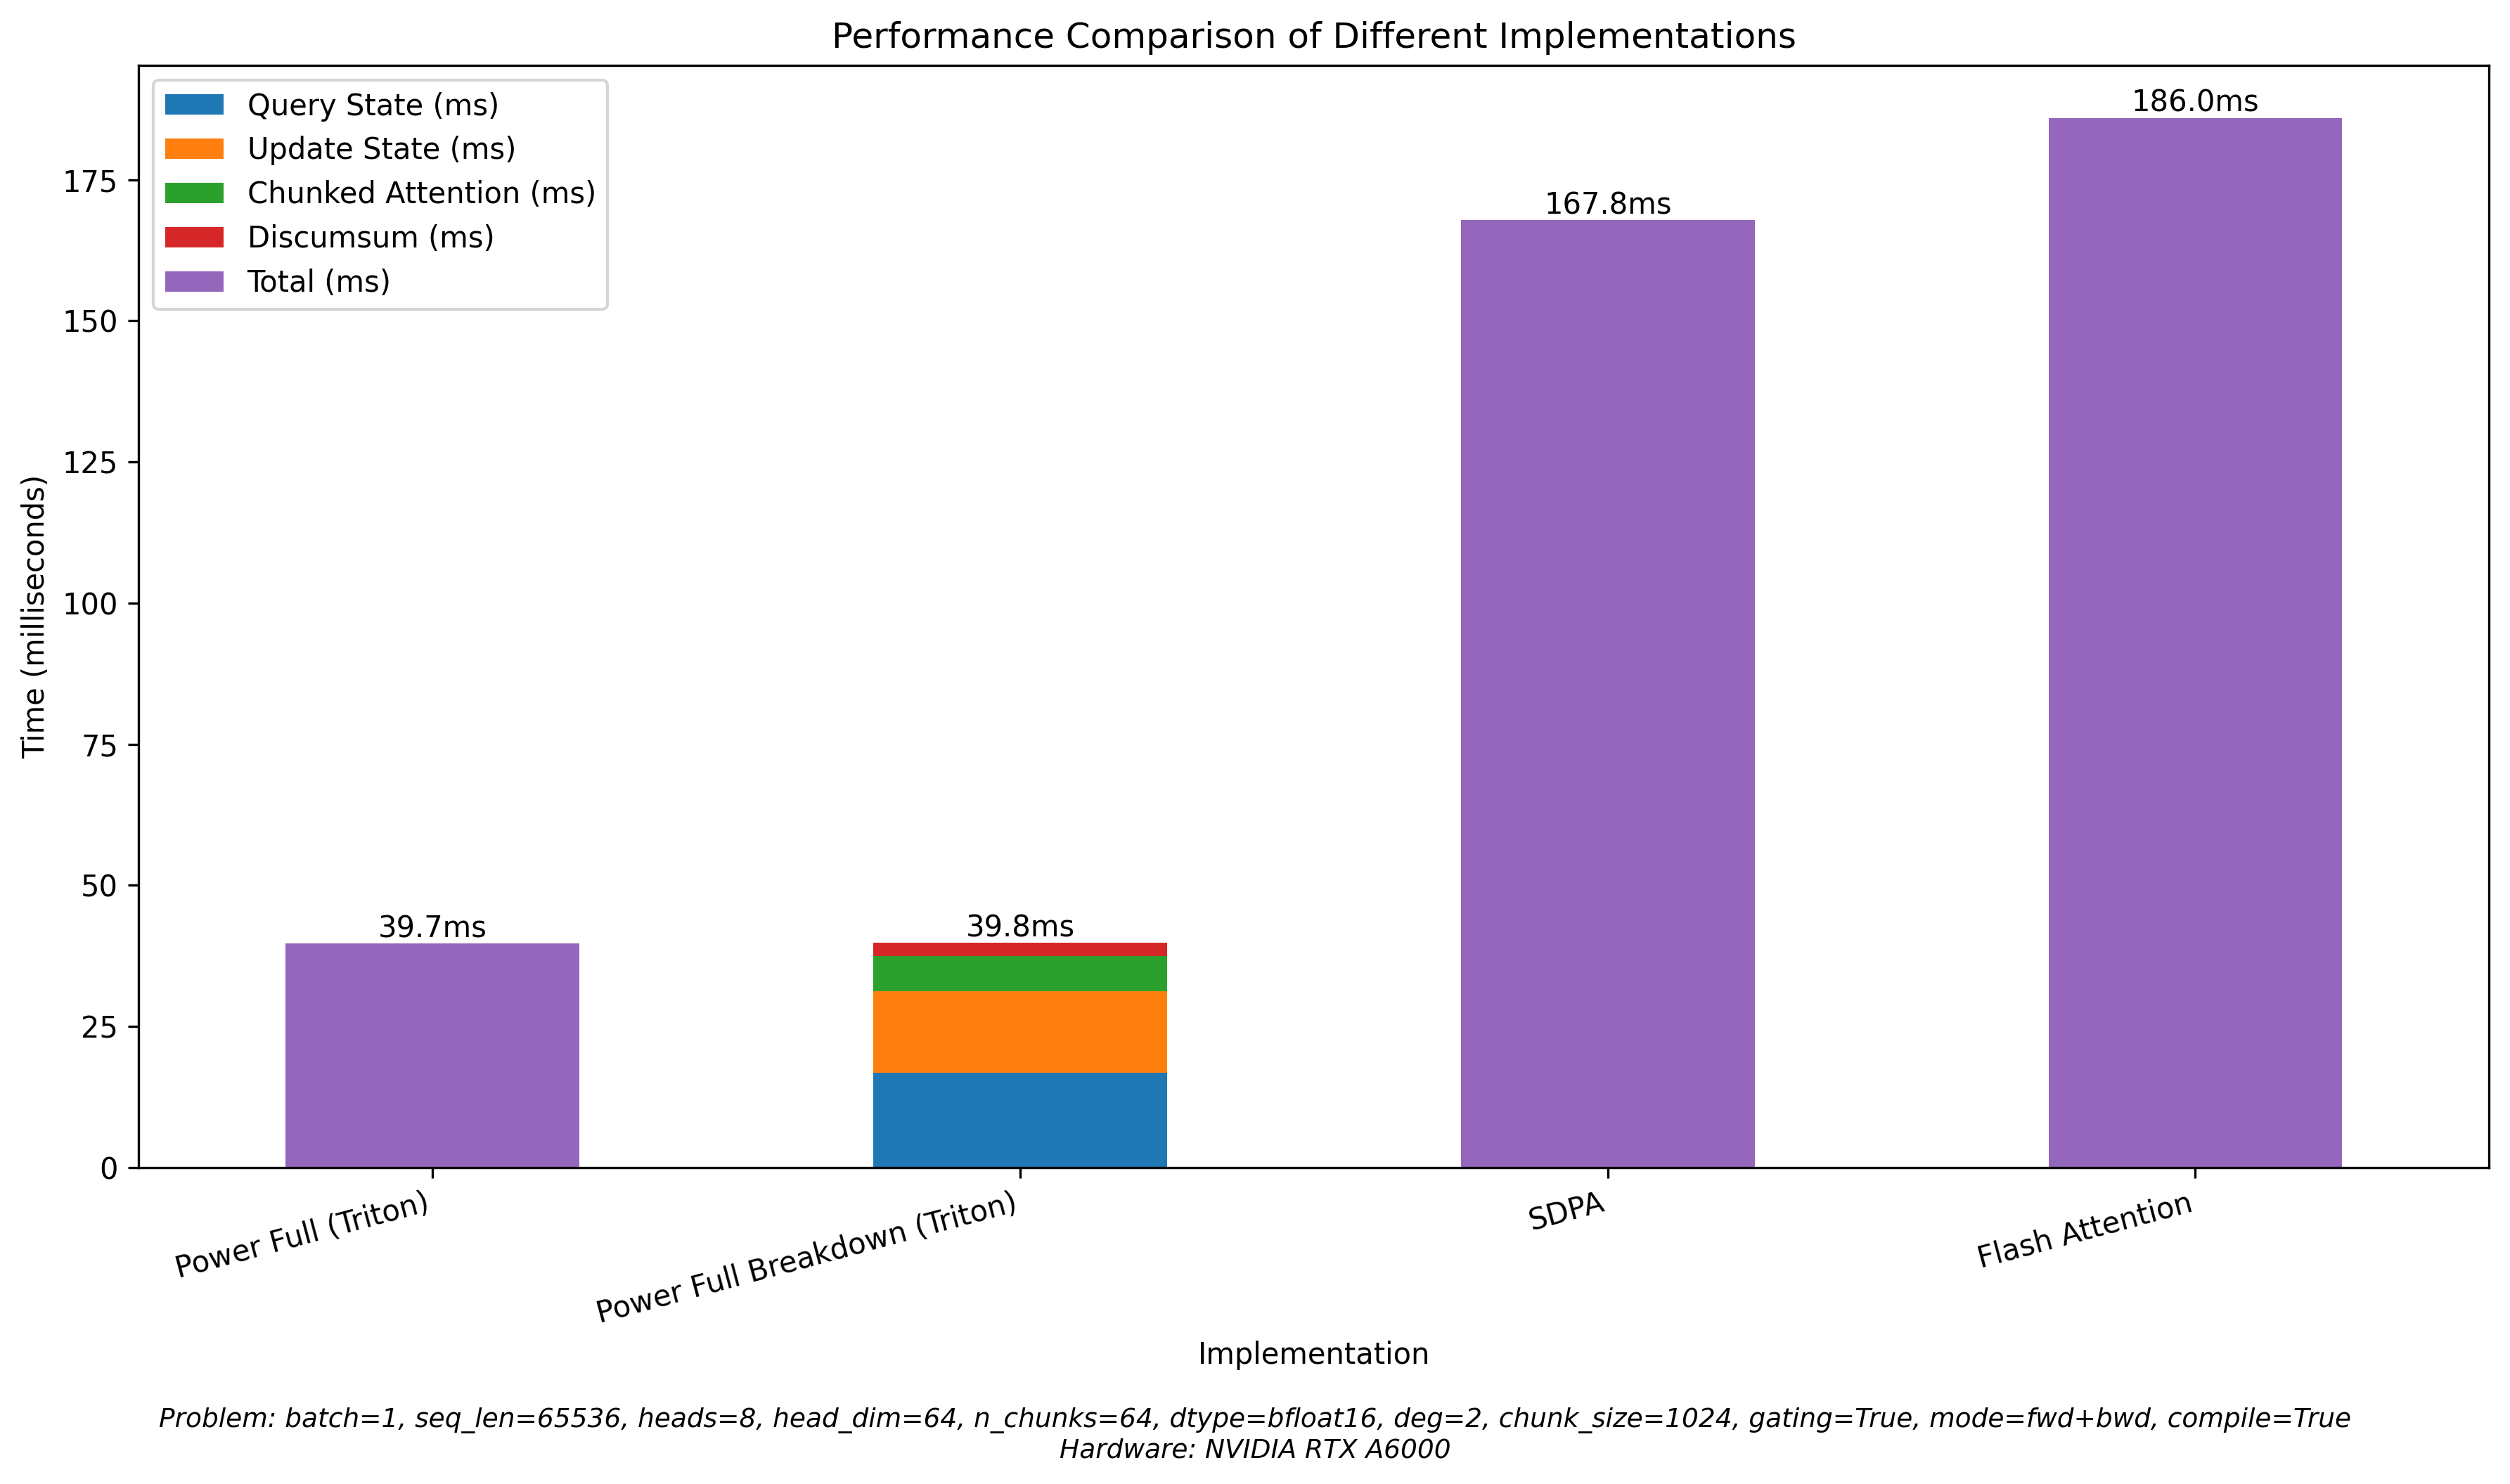 Performance Comparison of Different Implementations
Query State (ms)
Update State (ms)
Chunked Attention (ms)
Discumsum (ms)
Total (ms)
Time (milliseconds)
175
150
125
100
75
50
25
0
39.7ms
39.8ms
167.8ms
186.0ms
Power Full (Triton)
Power Full Breakdown (Triton)
SDPA
Flash Attention
Implementation
Problem: batch=1, seq_len=65536, heads=8, head_dim=64, n_chunks=64, dtype=bfloat16, deg=2, chunk_size=1024, gating=True, mode=fwd+bwd, compile=True
Hardware: NVIDIA RTX A6000